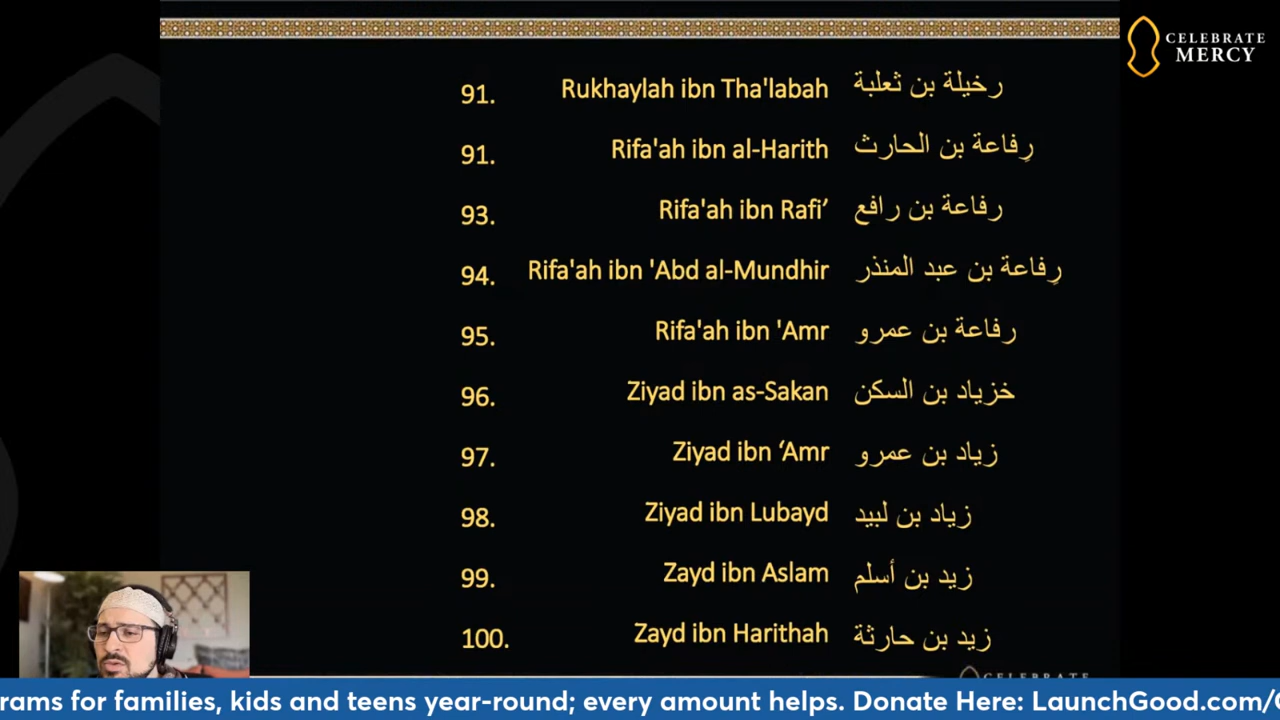 CELEBRATE
MERCY
91. Rukhaylah ibn Tha'labah رخيلة بن ثعلبة
91. Rifa'ah ibn al-Harith رِفاعة بن الحارث
93. Rifa'ah ibn Rafi’ رفاعة بن رافع
94. Rifa'ah ibn 'Abd al-Mundhir رِفاعة بن عبد المنذر
95. Rifa'ah ibn 'Amr رفاعة بن عمرو
96. Ziyad ibn as-Sakan خزياد بن السكن
97. Ziyad ibn ‘Amr زياد بن عمرو
98. Ziyad ibn Lubayd زياد بن لبيد
99. Zayd ibn Aslam زيد بن أسلم
100. Zayd ibn Harithah زيد بن حارثة
CELEBRATE
rams for families, kids and teens year-round; every amount helps. Donate Here: LaunchGood.com/